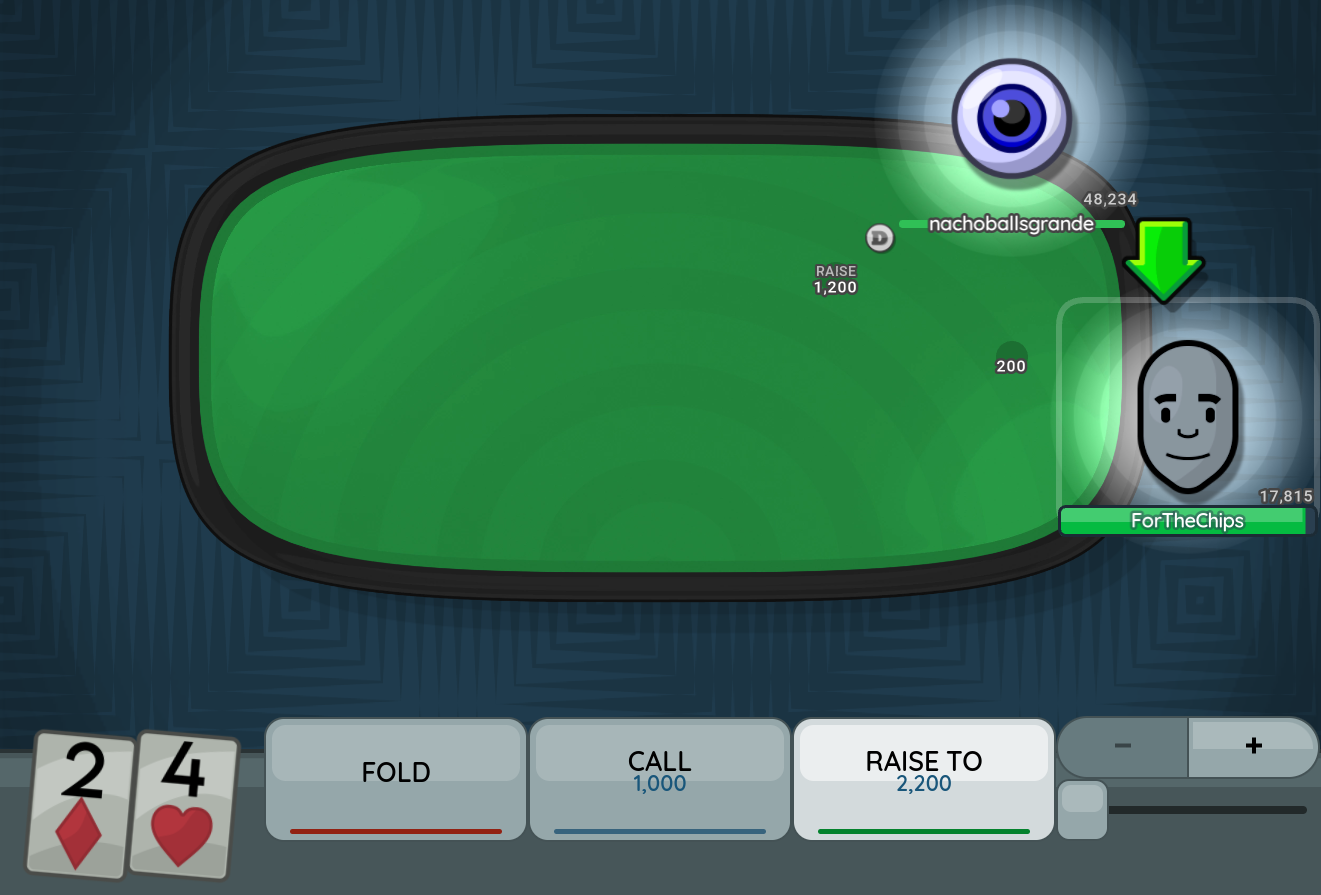 48,234
nachoballsgrande
D
RAISE
1,200
200
17,815
ForTheChips
2
4
FOLD
CALL
1,000
RAISE TO
2,200
−
+